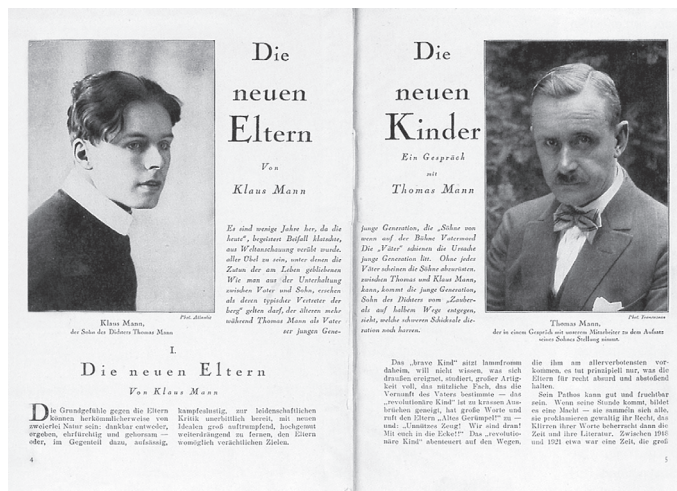 Die
neuen
Eltern
Von
Klaus Mann
Es sind wenige Jahre her, da die
heute", begeistert Beifall klatschte,
aus Weltanschauung verübt wurde.
aller Übel zu sein, unter denen die
Zutun der am Leben gebliebenen
Wie man aus der Unterhaltung
zwischen Vater und Sohn, ersehen
als deren typischer Vertreter der
berg" gelten darf, der älteren mehr
während Thomas Mann als Vater
ser jungen Gene-
Klaus Mann,
der Sohn des Dichters Thomas Mann
I.
Die neuen Eltern
Von Klaus Mann
Die Grundgefühle gegen die Eltern
können herkömmlicherweise von
zweierlei Natur sein: dankbar entweder,
ergeben, ehrfürchtig und gehorsam —
oder, im Gegenteil dazu, aufsässig,
kampfeslustig, zur leidenschaftlichen
Kritik unerbittlich bereit, mit neuen
Idealen groß auftrumpfend, hochgemut
weiterdrängend zu fernen, den Eltern
womöglich verächtlichen Zielen.
4
Die
neuen
Kinder
Ein Gespräch
mit
Thomas Mann
junge Generation, die „Söhne von
wenn auf der Bühne Vatermord
Die „Väter" schienen die Ursache
junge Generation litt. Ohne jedes
Väter scheinen die Söhne abzurüsten.
zwischen Thomas und Klaus Mann,
kann, kommt die junge Generation,
Sohn des Dichters vom „Zauber-
als auf halbem Wege entgegen,
sieht, welche schweren Schicksale die-
ration noch harren.
Thomas Mann,
der in einem Gespräch mit unserem Mitarbeiter zu dem Aufsatz
seines Sohnes Stellung nimmt.
Das „brave Kind" sitzt lammfromm
daheim, will nicht wissen, was sich
draußen ereignet, studiert, großer Artig-
keit voll, das nützliche Fach, das die
Vernunft des Vaters bestimmte — das
„revolutionäre Kind" ist zu krassen Aus-
brüchen geneigt, hat große Worte und
ruft den Eltern „Altes Gerümpel!" zu —
und: „Unnützes Zeug! Wir sind dran!
Mit euch in die Ecke!!" Das „revolutio-
näre Kind" abenteuert auf den Wegen,
die ihm am allerverbotensten vor-
kommen, es tut prinzipiell nur, was die
Eltern für recht absurd und abstoßend
halten.
Sein Pathos kann gut und fruchtbar
sein. Wenn seine Stunde kommt, bildet
es eine Macht — sie sammeln sich alle,
sie proklamieren gewaltig ihr Recht, das
Klirren ihrer Worte beherrscht dann die
Zeit und ihre Literatur. Zwischen 1918
und 1921 etwa war eine Zeit, die groß
5